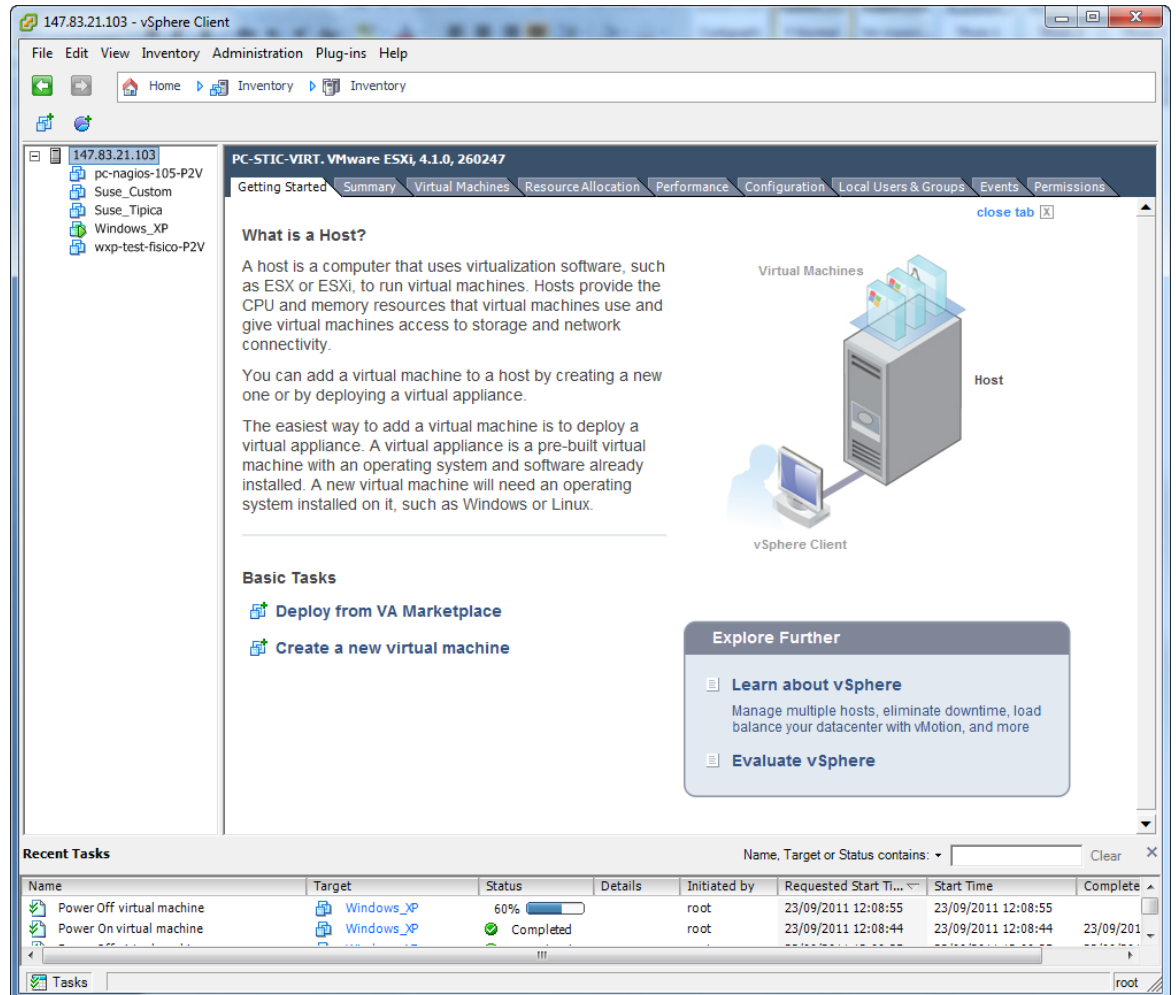 147.83.21.103 - vSphere Client
File Edit View Inventory Administration Plug-ins Help
Home Inventory Inventory
147.83.21.103
pc-nagios-105-P2V
Suse_Custom
Suse_Tipica
Windows_XP
wxp-test-fisico-P2V
PC-STIC-VIRT. VMware ESXi, 4.1.0, 260247
Getting Started Summary Virtual Machines Resource Allocation Performance Configuration Local Users & Groups Events Permissions
close tab X
What is a Host?
A host is a computer that uses virtualization software, such
as ESX or ESXi, to run virtual machines. Hosts provide the
CPU and memory resources that virtual machines use and
give virtual machines access to storage and network
connectivity.
You can add a virtual machine to a host by creating a new
one or by deploying a virtual appliance.
The easiest way to add a virtual machine is to deploy a
virtual appliance. A virtual appliance is a pre-built virtual
machine with an operating system and software already
installed. A new virtual machine will need an operating
system installed on it, such as Windows or Linux.
Virtual Machines
Host
vSphere Client
Basic Tasks
Deploy from VA Marketplace
Create a new virtual machine
Explore Further
Learn about vSphere
Manage multiple hosts, eliminate downtime, load
balance your datacenter with vMotion, and more
Evaluate vSphere
Recent Tasks Name, Target or Status contains: Clear
Name Target Status Details Initiated by Requested Start Ti... Start Time Complete
Power Off virtual machine Windows_XP 60% root 23/09/2011 12:08:55 23/09/2011 12:08:55
Power On virtual machine Windows_XP Completed root 23/09/2011 12:08:44 23/09/2011 12:08:44 23/09/201
Tasks root